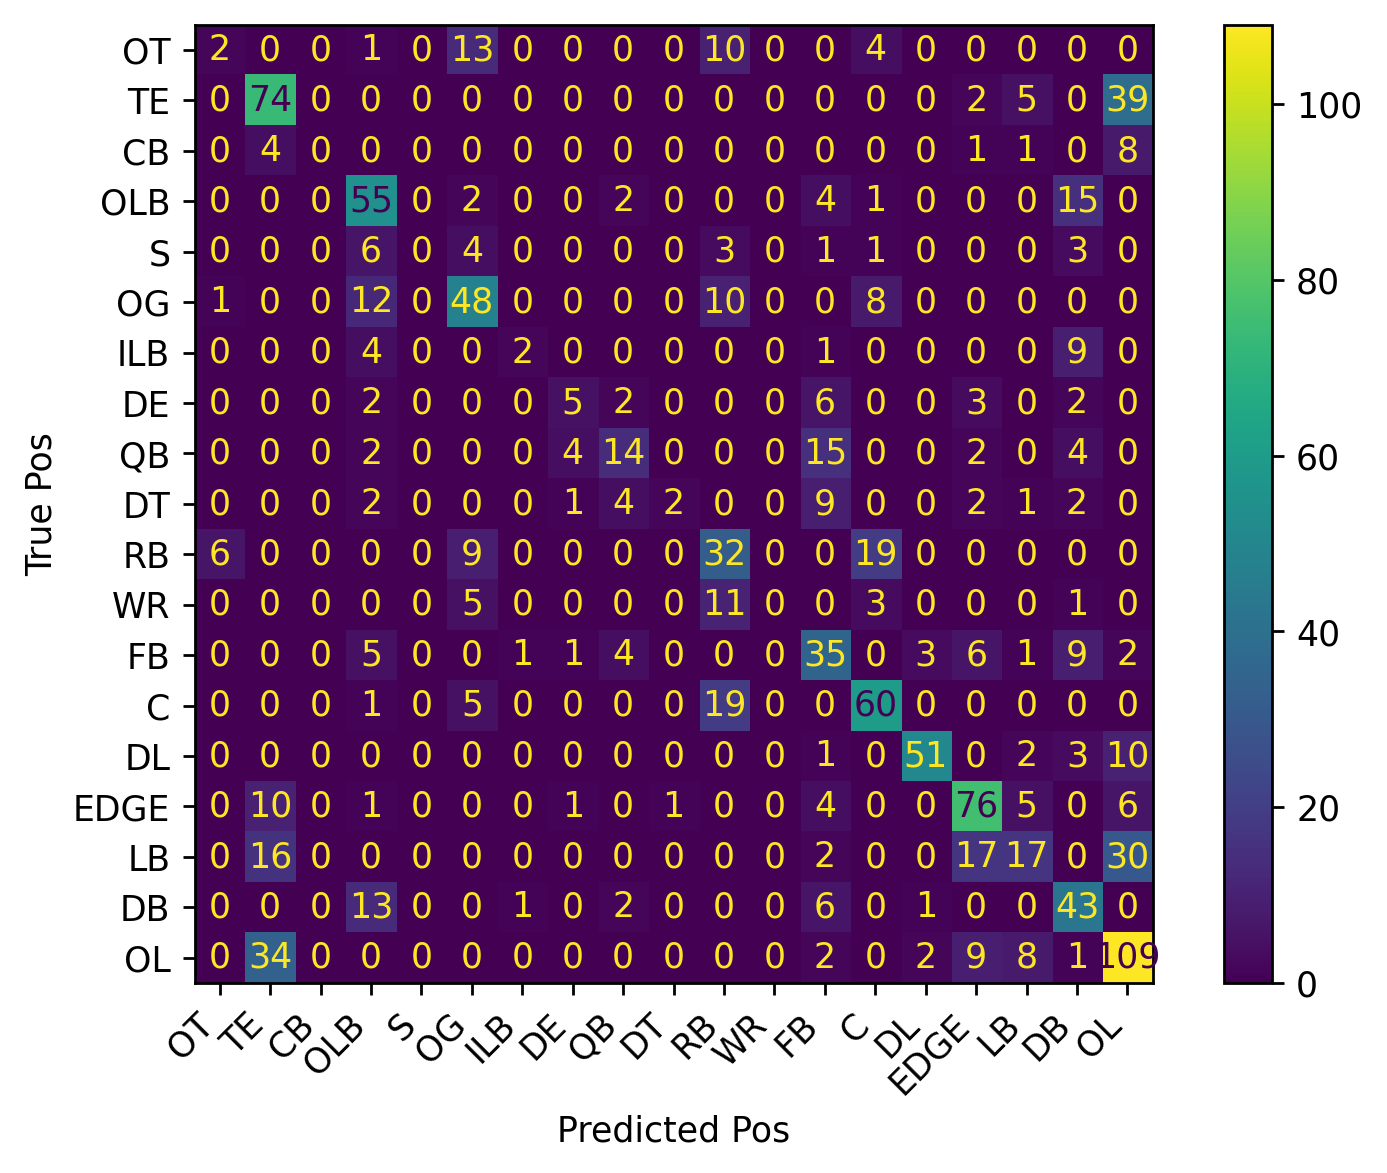 OT 2 0 0 1 0 13 0 0 0 0 10 0 0 4 0 0 0 0 0
TE 0 74 0 0 0 0 0 0 0 0 0 0 0 0 0 2 5 0 39
CB 0 4 0 0 0 0 0 0 0 0 0 0 0 0 0 1 1 0 8
OLB 0 0 0 55 0 2 0 0 2 0 0 0 4 1 0 0 0 15 0
S 0 0 0 6 0 4 0 0 0 0 3 0 1 1 0 0 0 3 0
OG 1 0 0 12 0 48 0 0 0 0 10 0 0 8 0 0 0 0 0
ILB 0 0 0 4 0 0 2 0 0 0 0 0 1 0 0 0 0 9 0
DE 0 0 0 2 0 0 0 5 2 0 0 0 6 0 0 3 0 2 0
QB 0 0 0 2 0 0 0 4 14 0 0 0 15 0 0 2 0 4 0
DT 0 0 0 2 0 0 0 1 4 2 0 0 9 0 0 2 1 2 0
RB 6 0 0 0 0 9 0 0 0 0 32 0 0 19 0 0 0 0 0
WR 0 0 0 0 0 5 0 0 0 0 11 0 0 3 0 0 0 1 0
FB 0 0 0 5 0 0 1 1 4 0 0 0 35 0 3 6 1 9 2
C 0 0 0 1 0 5 0 0 0 0 19 0 0 60 0 0 0 0 0
DL 0 0 0 0 0 0 0 0 0 0 0 0 1 0 51 0 2 3 10
EDGE 0 10 0 1 0 0 0 1 0 1 0 0 4 0 0 76 5 0 6
LB 0 16 0 0 0 0 0 0 0 0 0 0 2 0 0 17 17 0 30
DB 0 0 0 13 0 0 1 0 2 0 0 0 6 0 1 0 0 43 0
OL 0 34 0 0 0 0 0 0 0 0 0 0 2 0 2 9 8 1 109
OT TE CB OLB S OG ILB DE QB DT RB WR FB C DL EDGE LB DB OL
Predicted Pos
True Pos
100
80
60
40
20
0